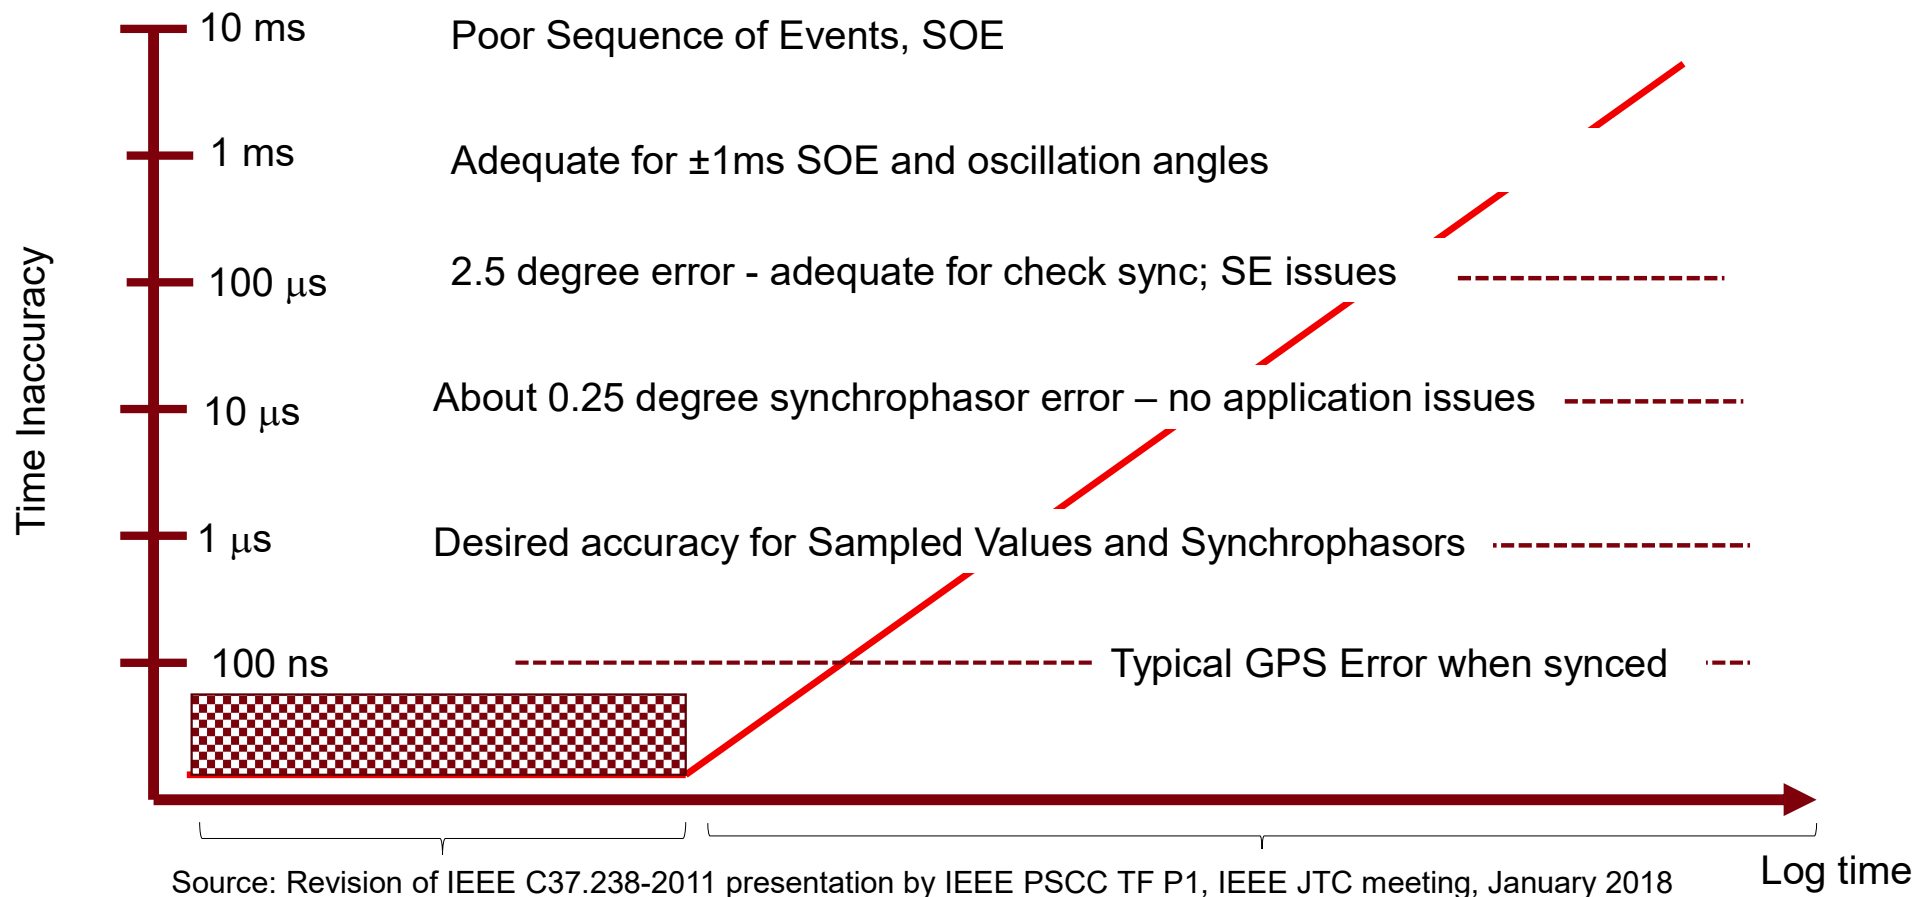 10 ms
Poor Sequence of Events, SOE
1 ms
Adequate for ±1ms SOE and oscillation angles
100 μs
2.5 degree error - adequate for check sync; SE issues
Time Inaccuracy
10 μs
About 0.25 degree synchrophasor error – no application issues
1 μs
Desired accuracy for Sampled Values and Synchrophasors
100 ns
Typical GPS Error when synced
Log time
Source: Revision of IEEE C37.238-2011 presentation by IEEE PSCC TF P1, IEEE JTC meeting, January 2018